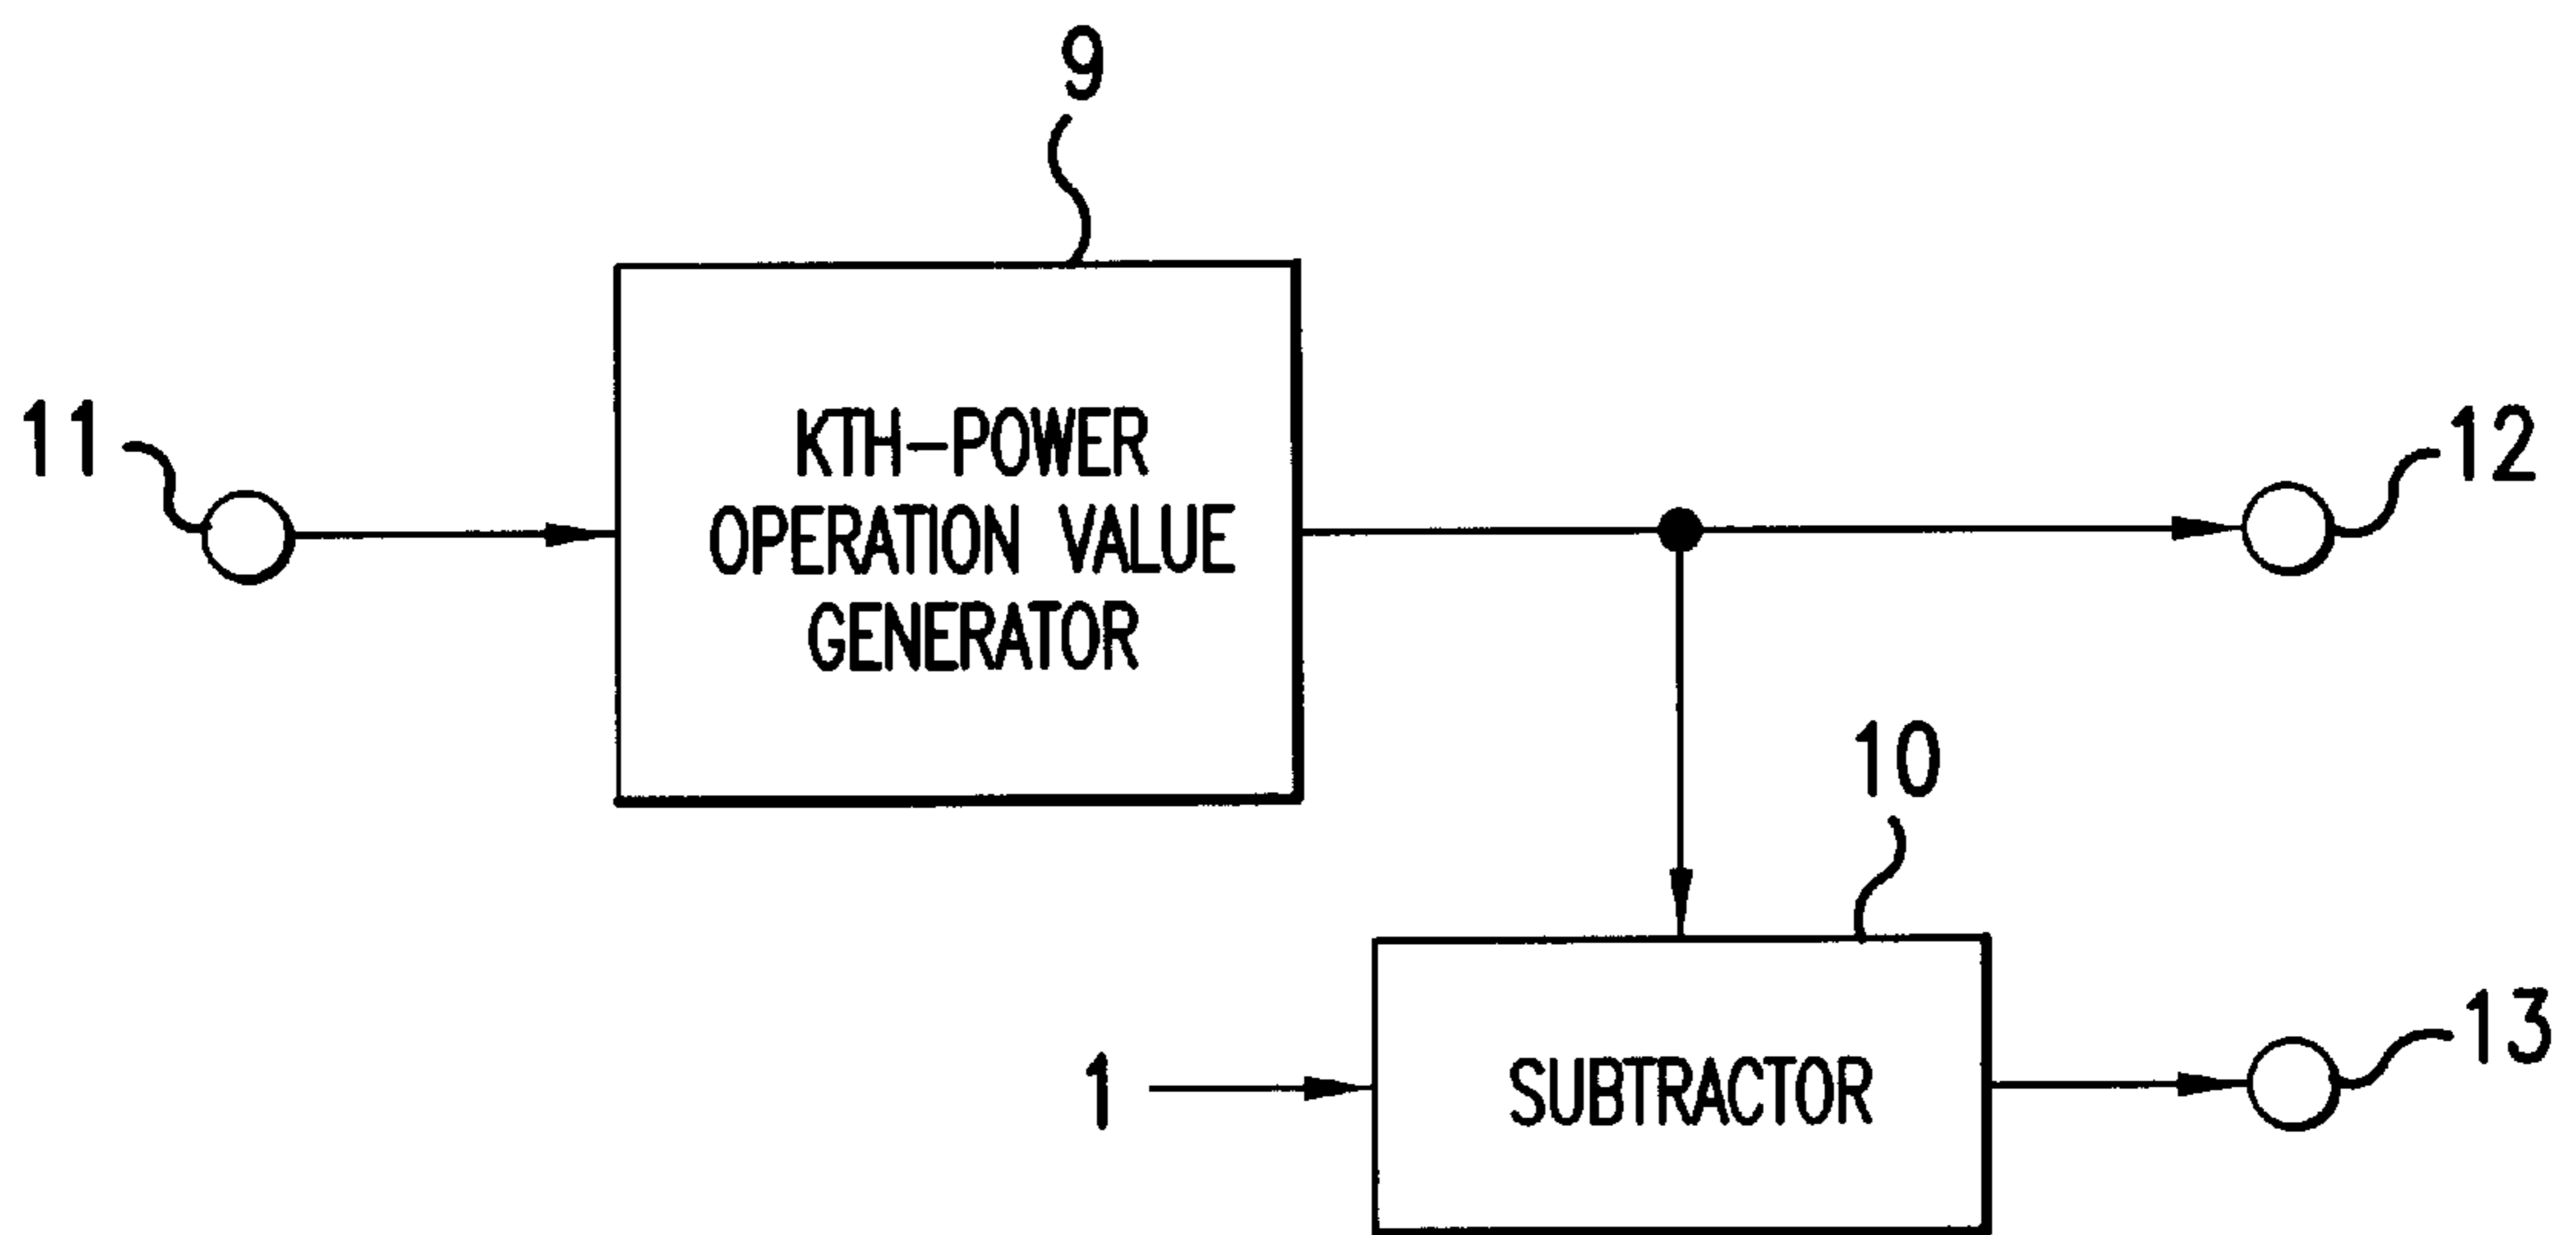 9
11
KTH-POWER
OPERATION VALUE
GENERATOR
12
10
1
SUBTRACTOR
13